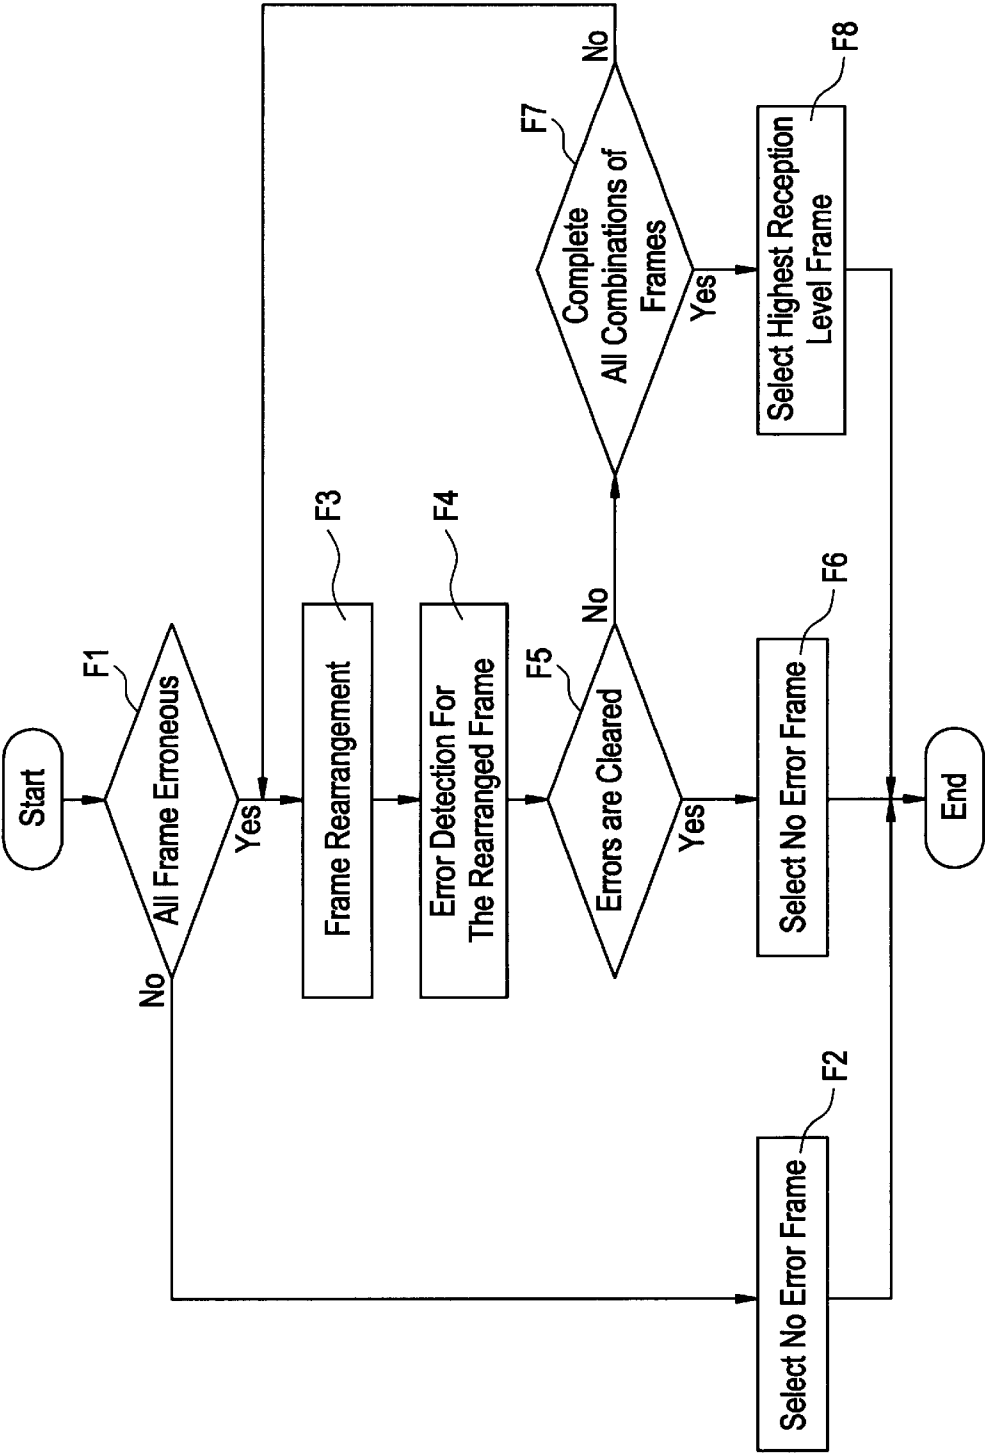 Start
F1
All Frame Erroneous
No
Yes
F3
Frame Rearrangement
F4
Error Detection For
The Rearranged Frame
F5
Errors are Cleared
No
Yes
F7
Complete
All Combinations of
Frames
No
Yes
F2
Select No Error Frame
F6
Select No Error Frame
F8
Select Highest Reception
Level Frame
End